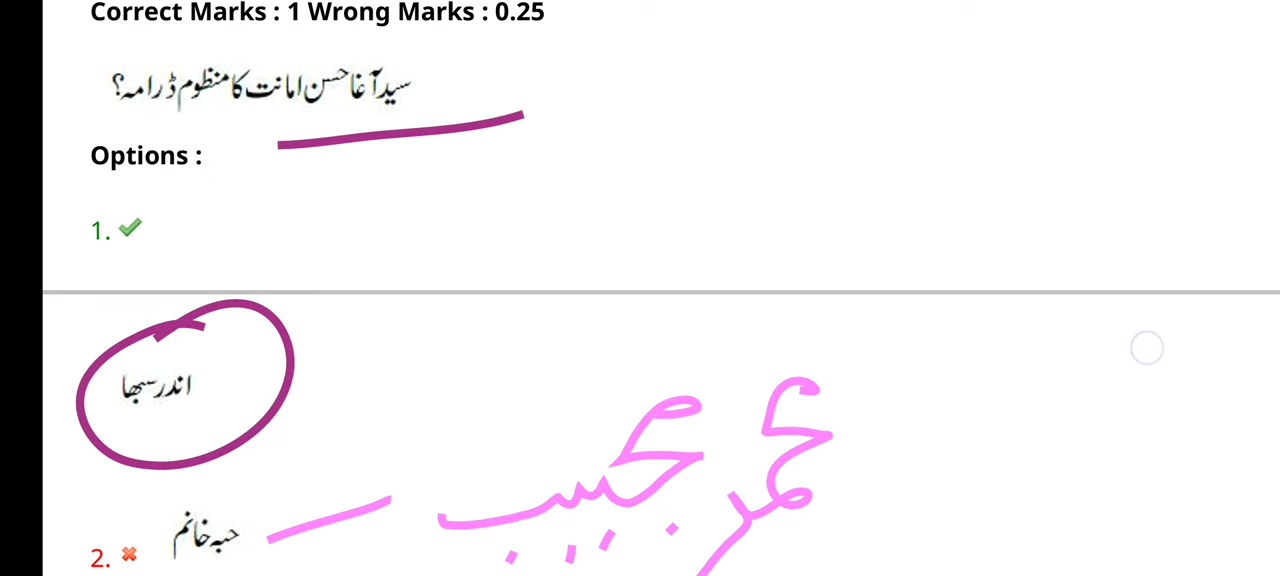 Correct Marks : 1 Wrong Marks : 0.25
سید آغا حسن امانت کا منظوم ڈرامہ؟
Options :
1.
اندر سبھا
2. حبہ خانم
محمد مجیب